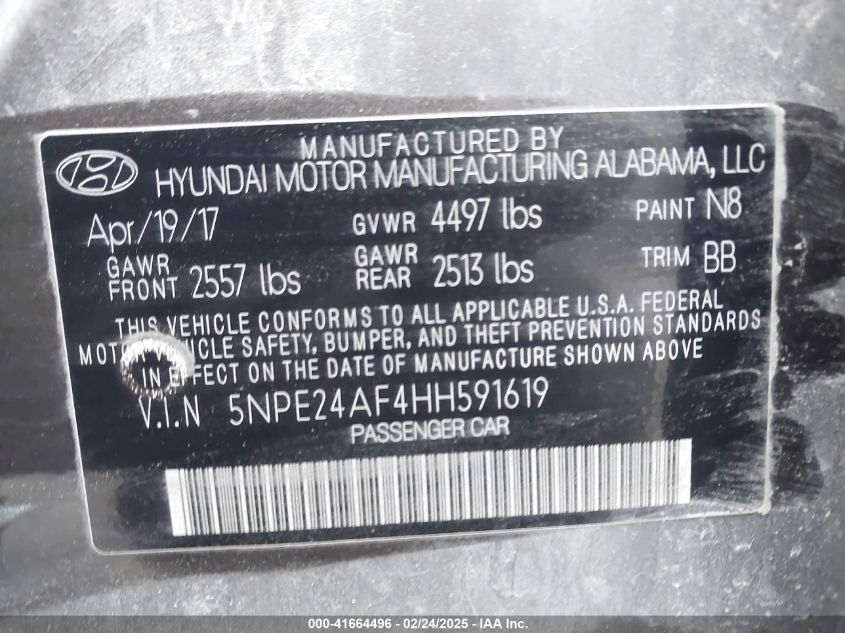 MANUFACTURED BY
HYUNDAI MOTOR MANUFACTURING ALABAMA, LLC
Apr/19/17 GVWR 4497 lbs PAINT N8
GAWR FRONT 2557 lbs GAWR REAR 2513 lbs TRIM BB
THIS VEHICLE CONFORMS TO ALL APPLICABLE U.S.A. FEDERAL
MOTOR VEHICLE SAFETY, BUMPER, AND THEFT PREVENTION STANDARDS
IN EFFECT ON THE DATE OF MANUFACTURE SHOWN ABOVE
V.I.N 5NPE24AF4HH591619
PASSENGER CAR
000-41664496 - 02/24/2025 - IAA Inc.